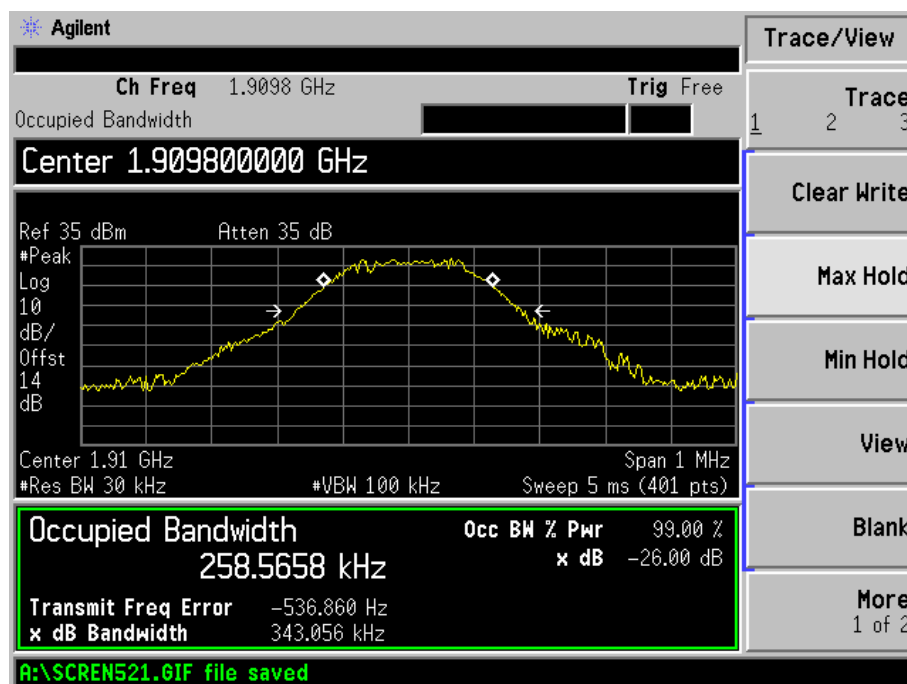 Agilent
Trace/View
Ch Freq 1.9098 GHz Trig Free
Occupied Bandwidth
Trace
1 2 3
Center 1.909800000 GHz
Clear Write
Ref 35 dBm Atten 35 dB
#Peak
Log
10
dB/
Offst
14
dB
Max Hold
Min Hold
Center 1.91 GHz Span 1 MHz
#Res BW 30 kHz #VBW 100 kHz Sweep 5 ms (401 pts)
View
Occupied Bandwidth
258.5658 kHz
Occ BW % Pwr 99.00 %
x dB -26.00 dB
Transmit Freq Error -536.860 Hz
x dB Bandwidth 343.056 kHz
Blank
More
1 of 2
A:\SCREN521.GIF file saved